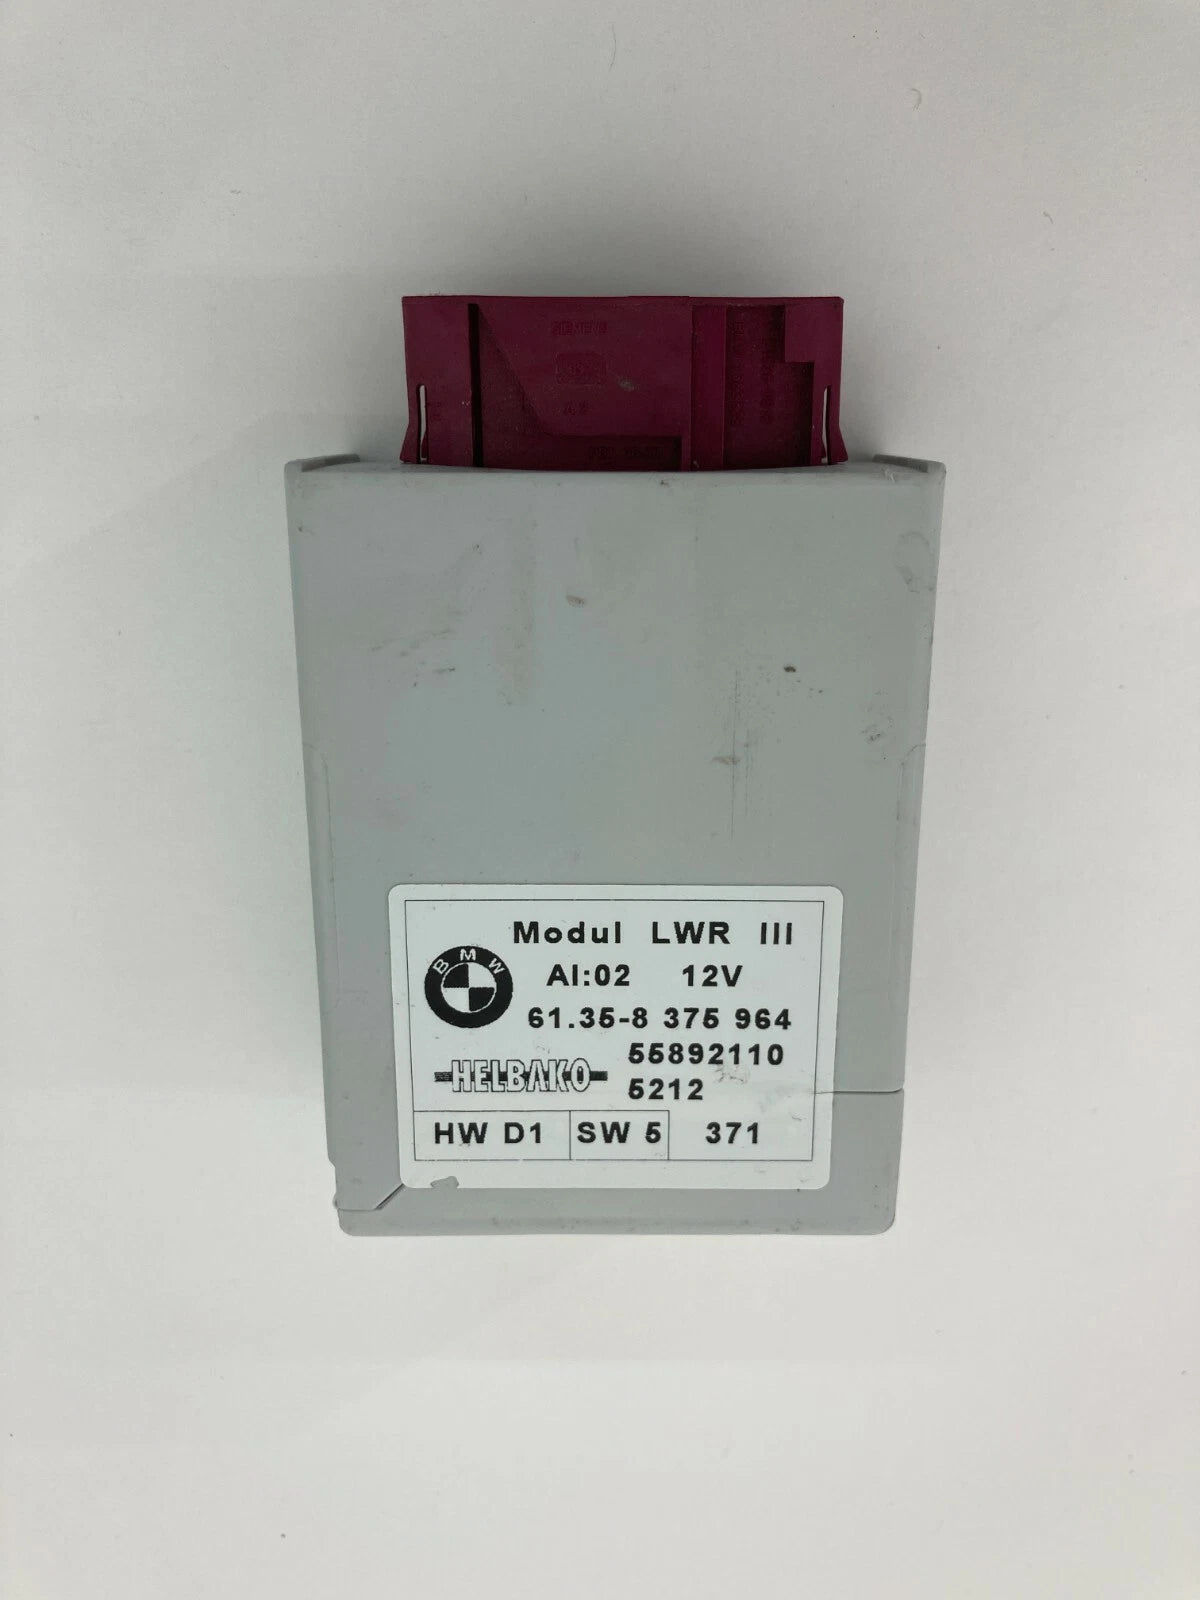 SIEMENS
Modul LWR III
BMW
AI:02 12V
61.35-8 375 964
HELBAKO 55892110
5212
HW D1 SW 5 371